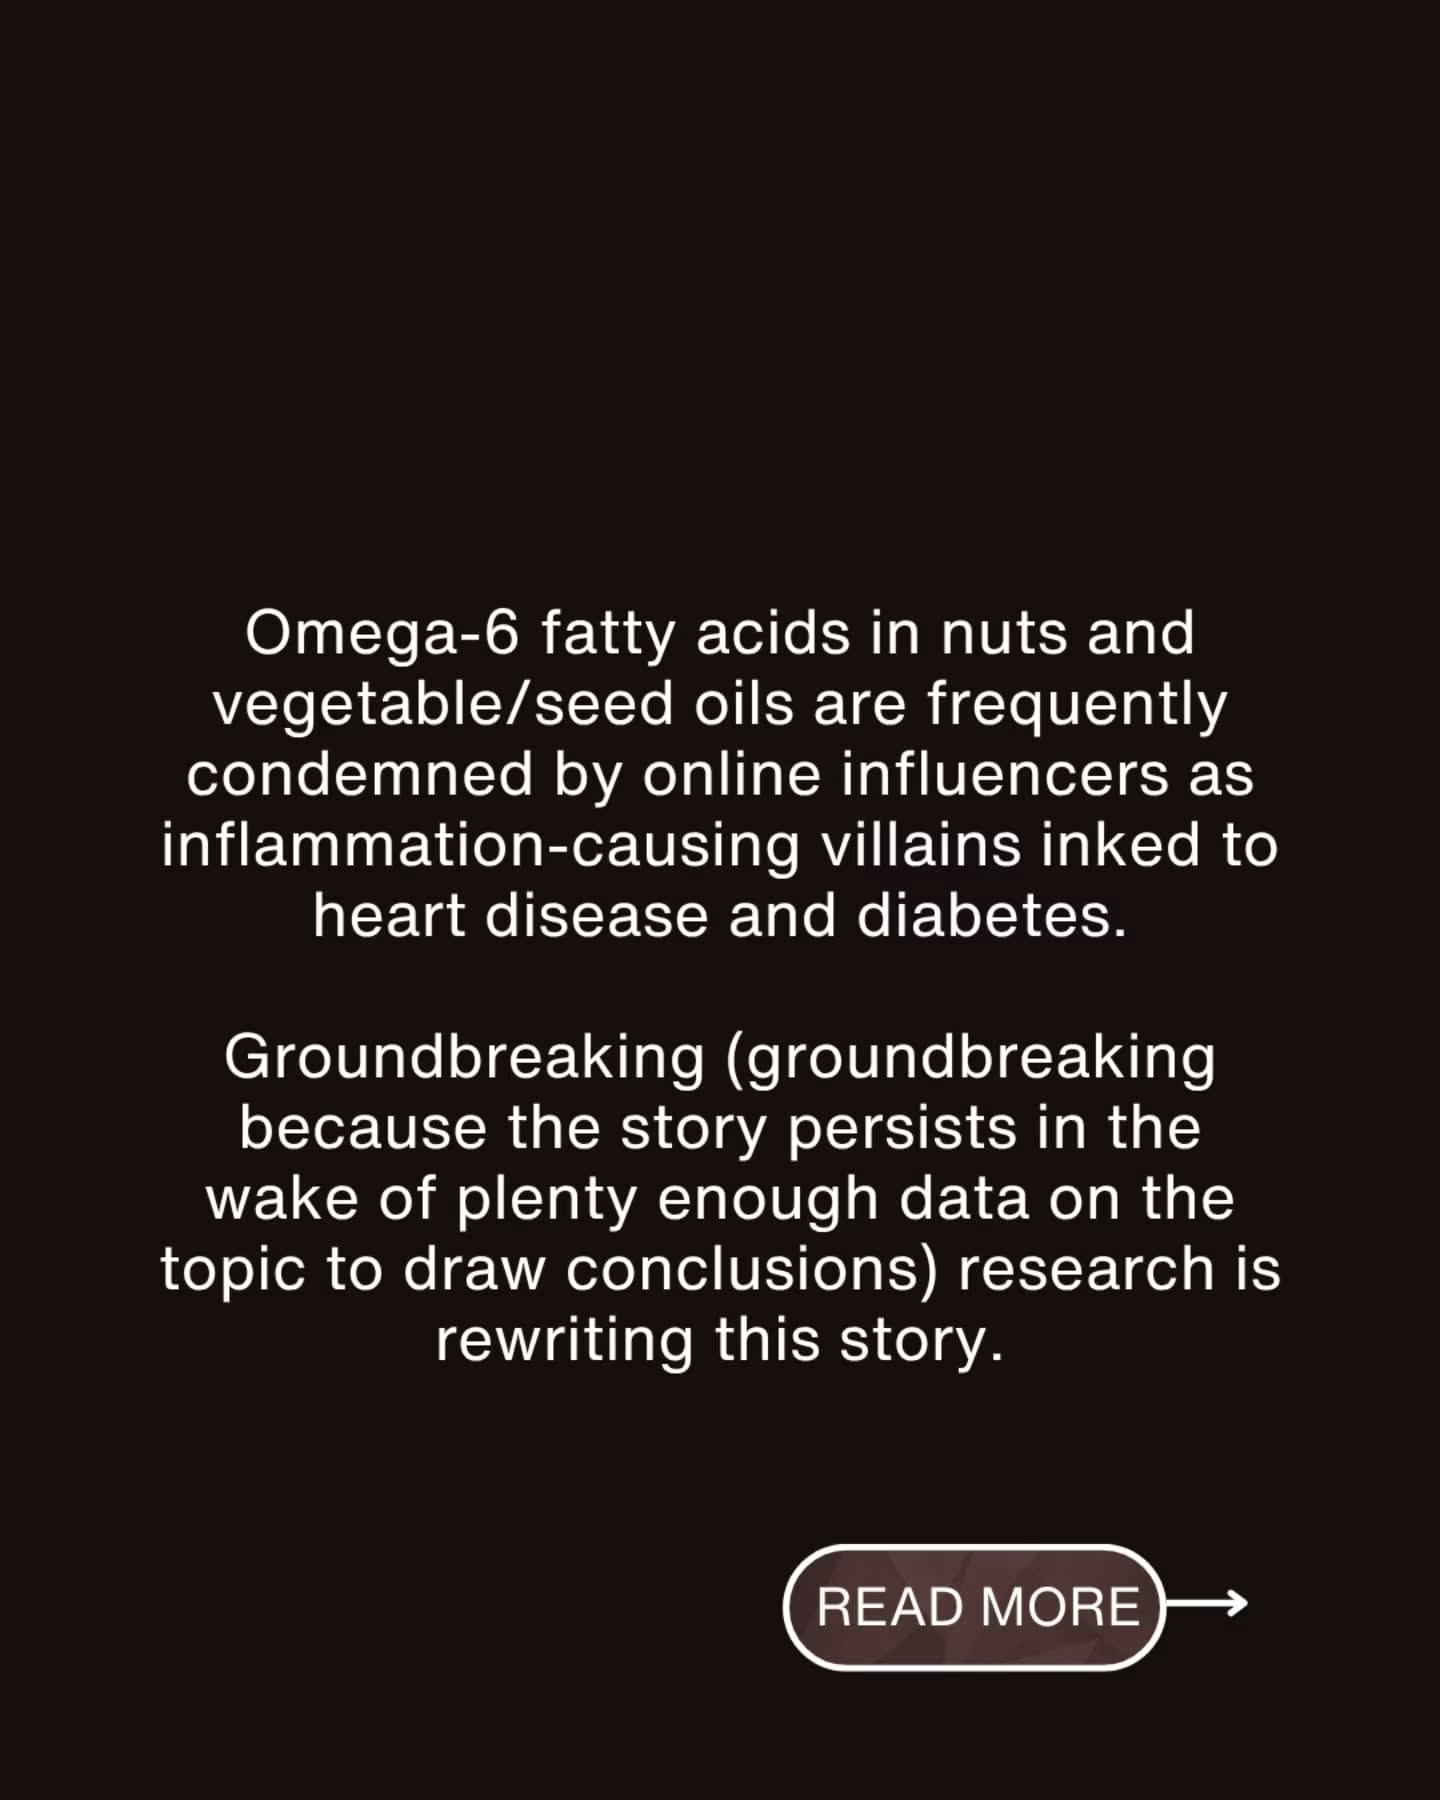 Omega-6 fatty acids in nuts and
vegetable/seed oils are frequently
condemned by online influencers as
inflammation-causing villains inked to
heart disease and diabetes.
Groundbreaking (groundbreaking
because the story persists in the
wake of plenty enough data on the
topic to draw conclusions) research is
rewriting this story.
READ MORE